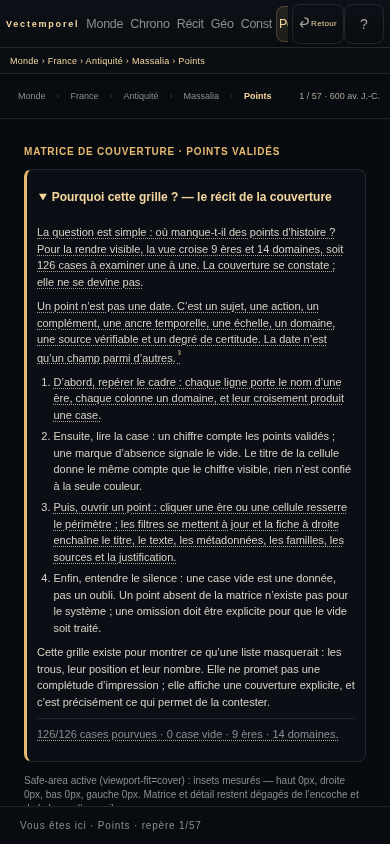 Vectemporel Monde Chrono Récit Géo Const Retour ?
Monde › France › Antiquité › Massalia › Points
Monde › France › Antiquité › Massalia › Points 1 / 57 · 600 av. J.-C.
MATRICE DE COUVERTURE · POINTS VALIDÉS
▼ Pourquoi cette grille ? — le récit de la couverture
La question est simple : où manque-t-il des points d'histoire ?
Pour la rendre visible, la vue croise 9 ères et 14 domaines, soit
126 cases à examiner une à une. La couverture se constate ;
elle ne se devine pas.
Un point n'est pas une date. C'est un sujet, une action, un
complément, une ancre temporelle, une échelle, un domaine,
une source vérifiable et un degré de certitude. La date n'est
qu'un champ parmi d'autres. 3
1. D'abord, repérer le cadre : chaque ligne porte le nom d'une
ère, chaque colonne un domaine, et leur croisement produit
une case.
2. Ensuite, lire la case : un chiffre compte les points validés ;
une marque d'absence signale le vide. Le titre de la cellule
donne le même compte que le chiffre visible, rien n'est confié
à la seule couleur.
3. Puis, ouvrir un point : cliquer une ère ou une cellule resserre
le périmètre ; les filtres se mettent à jour et la fiche à droite
enchaîne le titre, le texte, les métadonnées, les familles, les
sources et la justification.
4. Enfin, entendre le silence : une case vide est une donnée,
pas un oubli. Un point absent de la matrice n'existe pas pour
le système ; une omission doit être explicite pour que le vide
soit traité.
Cette grille existe pour montrer ce qu'une liste masquerait : les
trous, leur position et leur nombre. Elle ne promet pas une
complétude d'impression ; elle affiche une couverture explicite, et
c'est précisément ce qui permet de la contester.
126/126 cases pourvues · 0 case vide · 9 ères · 14 domaines.
Safe-area active (viewport-fit=cover) : insets mesurés — haut 0px, droite
0px, bas 0px, gauche 0px. Matrice et détail restent dégagés de l'encoche et
Vous êtes ici · Points · repère 1/57